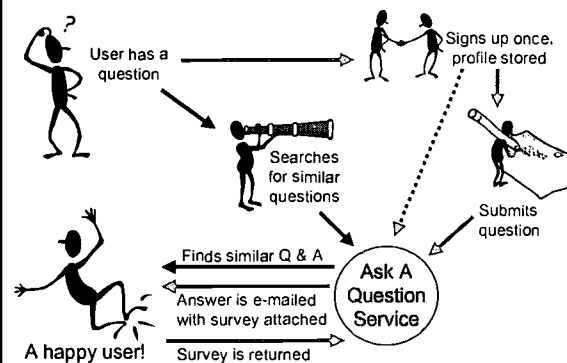 ?
User has a
question
Signs up once,
profile stored
Searches
for similar
questions
Submits
question
Finds similar Q & A
Answer is e-mailed
with survey attached
Survey is returned
Ask A
Question
Service
A happy user!